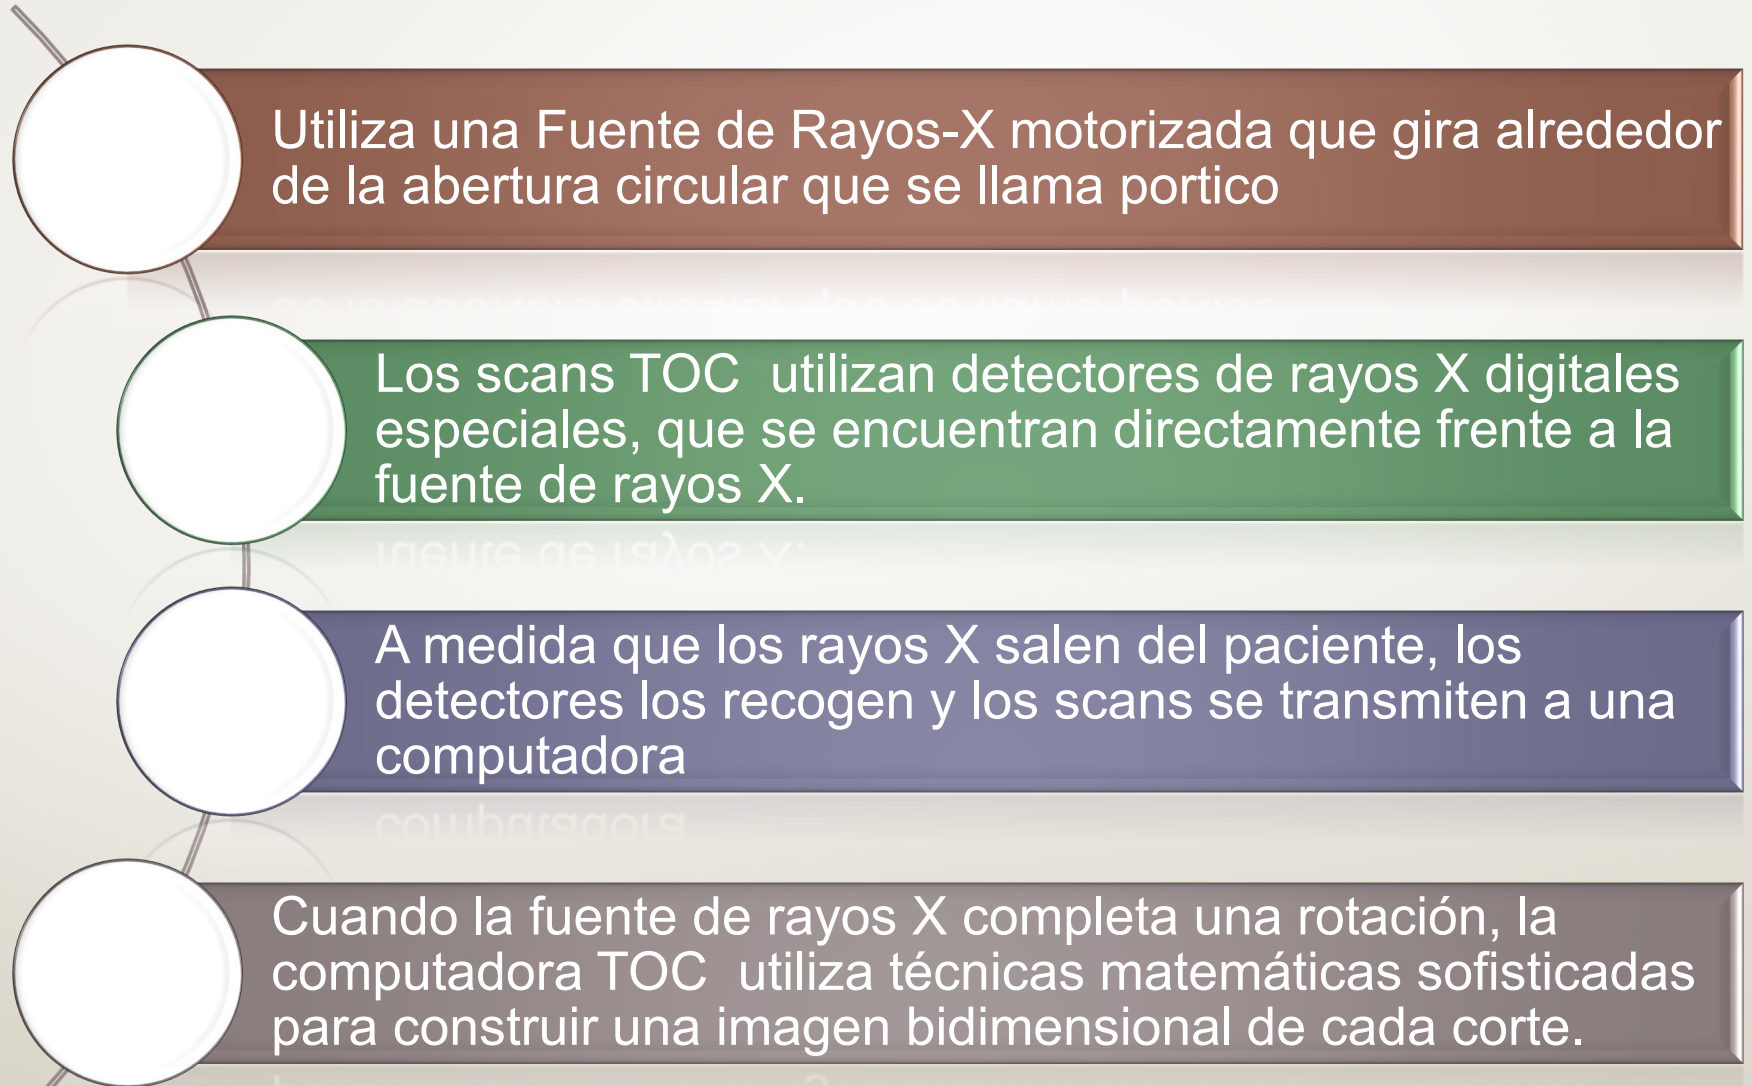 Utiliza una Fuente de Rayos-X motorizada que gira alrededor
de la abertura circular que se llama portico
Los scans TOC  utilizan detectores de rayos X digitales
especiales, que se encuentran directamente frente a la
fuente de rayos X.
A medida que los rayos X salen del paciente, los
detectores los recogen y los scans se transmiten a una
computadora
Cuando la fuente de rayos X completa una rotación, la
computadora TOC  utiliza técnicas matemáticas sofisticadas
para construir una imagen bidimensional de cada corte.